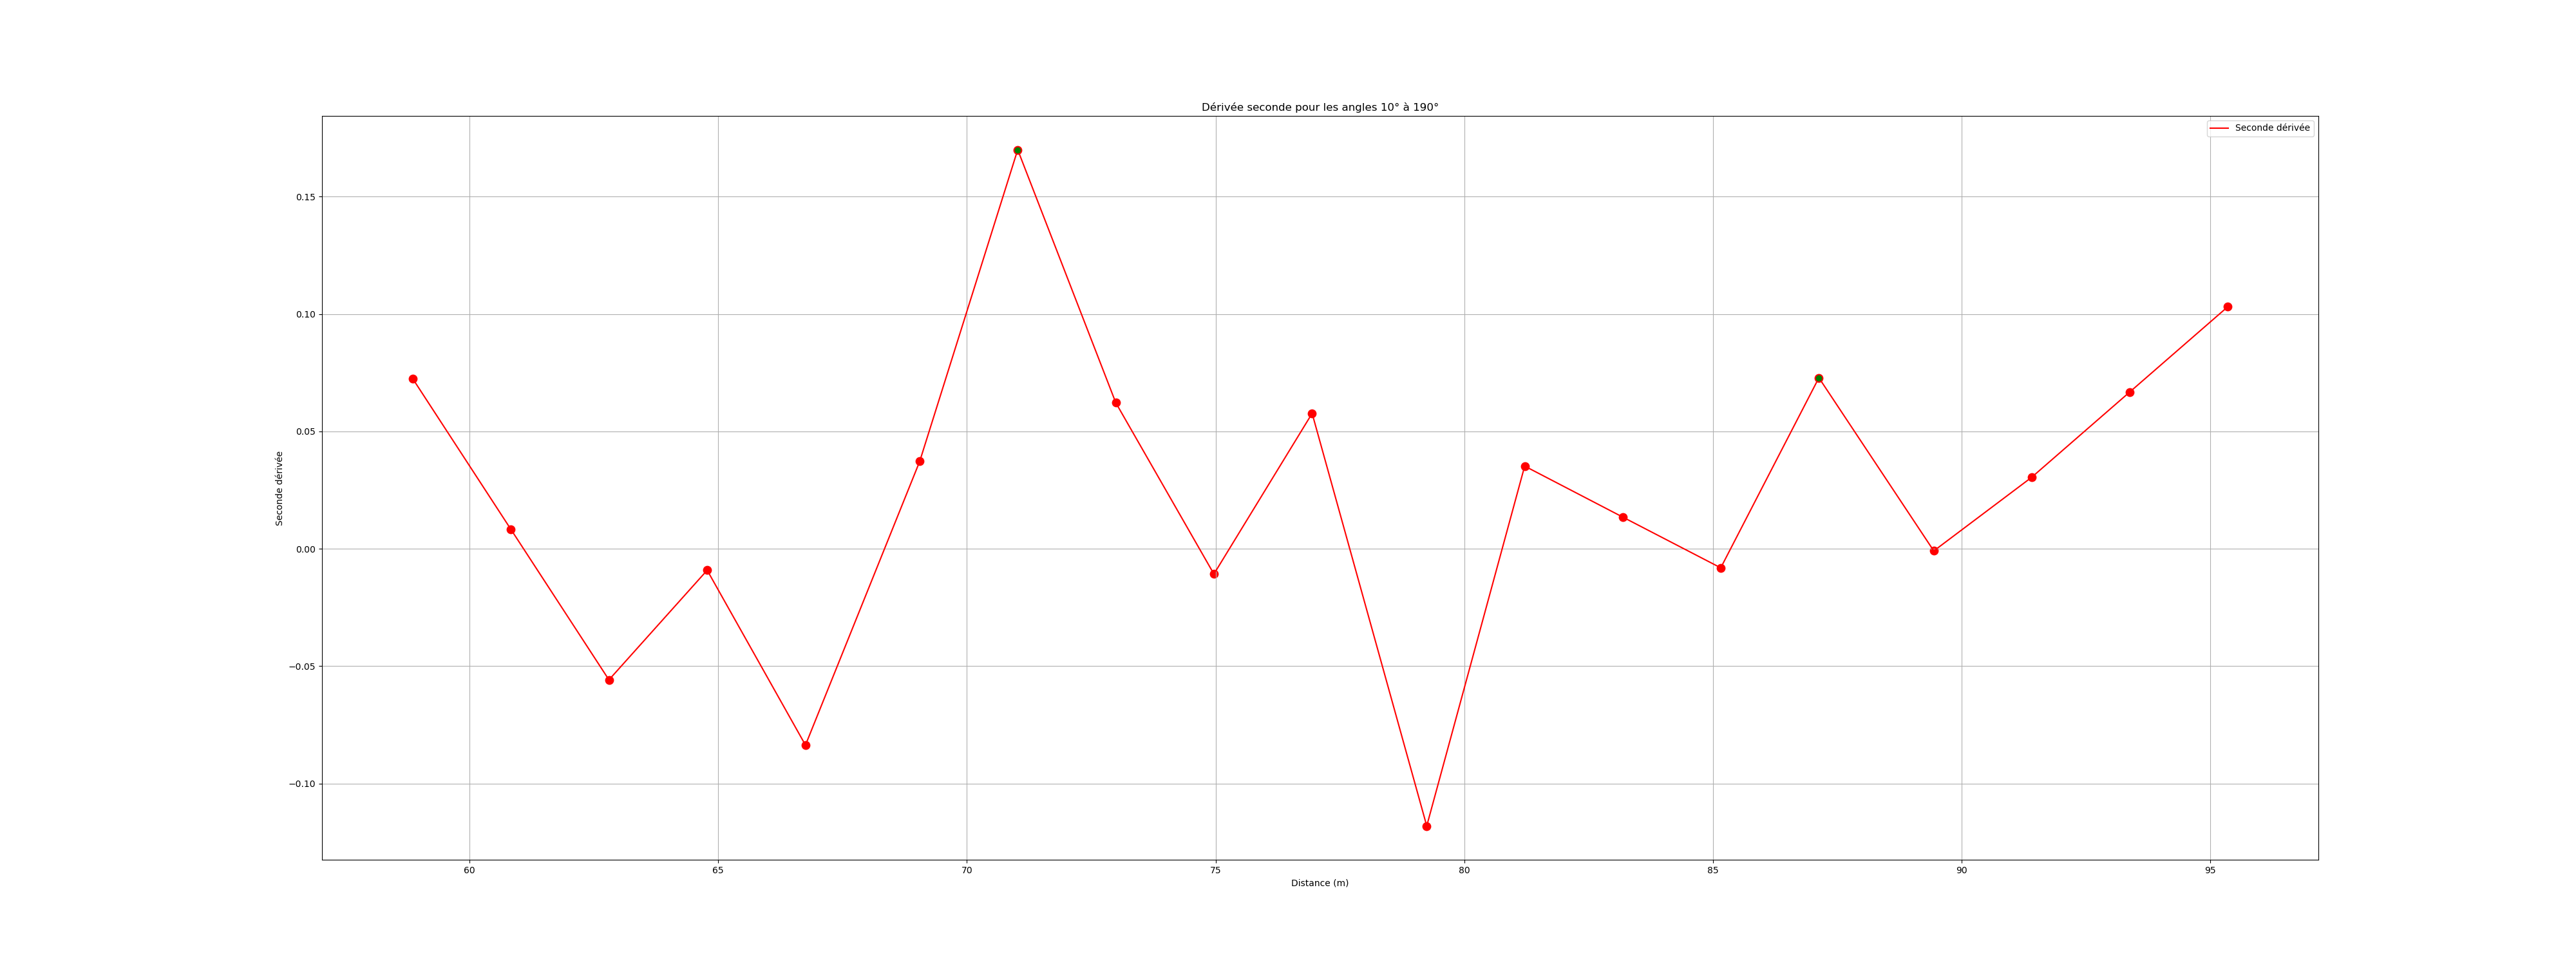 Dérivée seconde pour les angles 10° à 190°
Seconde dérivée
0.15
0.10
0.05
0.00
−0.05
−0.10
Seconde dérivée
60 65 70 75 80 85 90 95
Distance (m)